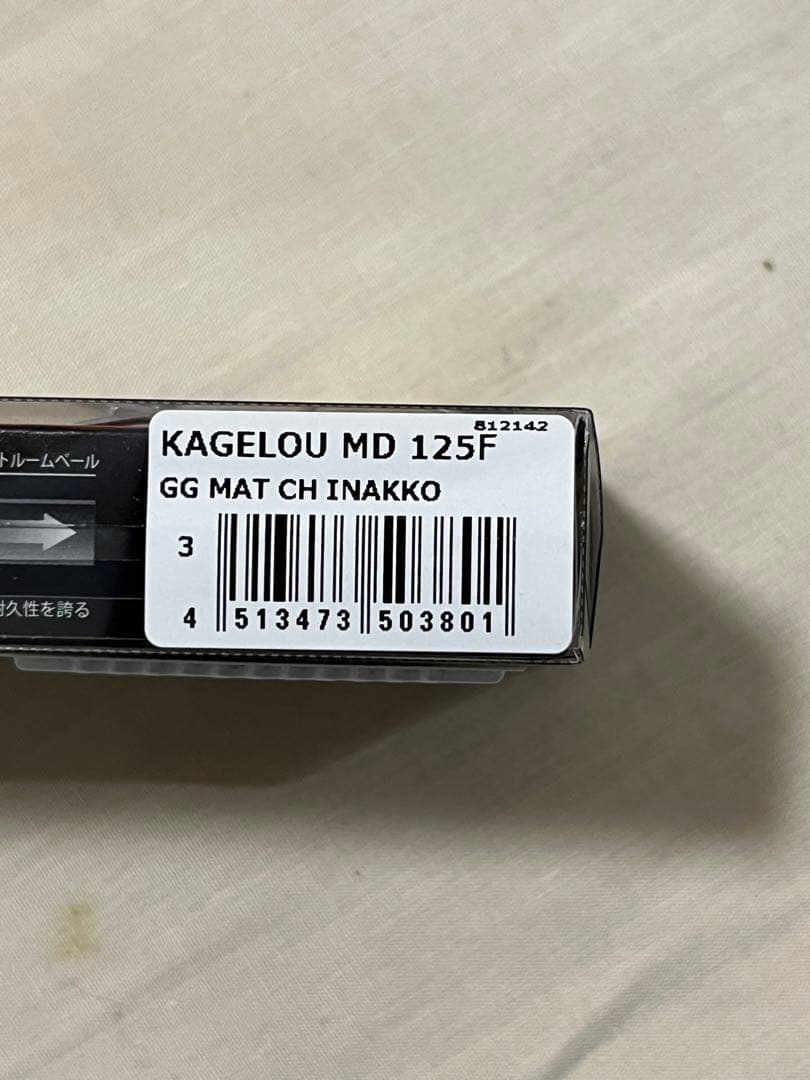 812142
KAGELOU MD 125F
GG MAT CH INAKKO
3
4 513473 503801
トルームベール
耐久性を誇る